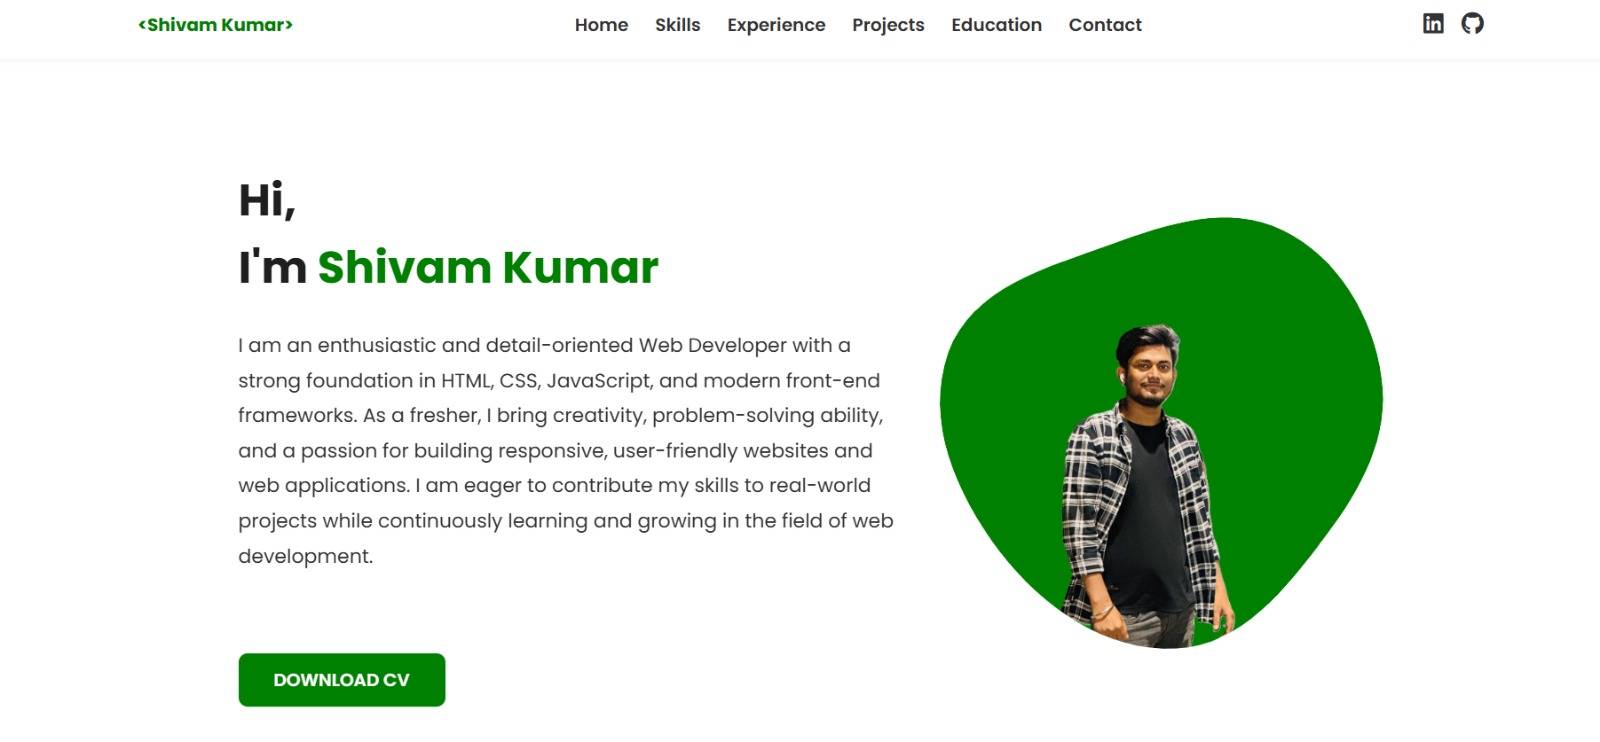 <Shivam Kumar>
Home Skills Experience Projects Education Contact
Hi,
I'm Shivam Kumar
I am an enthusiastic and detail-oriented Web Developer with a
strong foundation in HTML, CSS, JavaScript, and modern front-end
frameworks. As a fresher, I bring creativity, problem-solving ability,
and a passion for building responsive, user-friendly websites and
web applications. I am eager to contribute my skills to real-world
projects while continuously learning and growing in the field of web
development.
DOWNLOAD CV